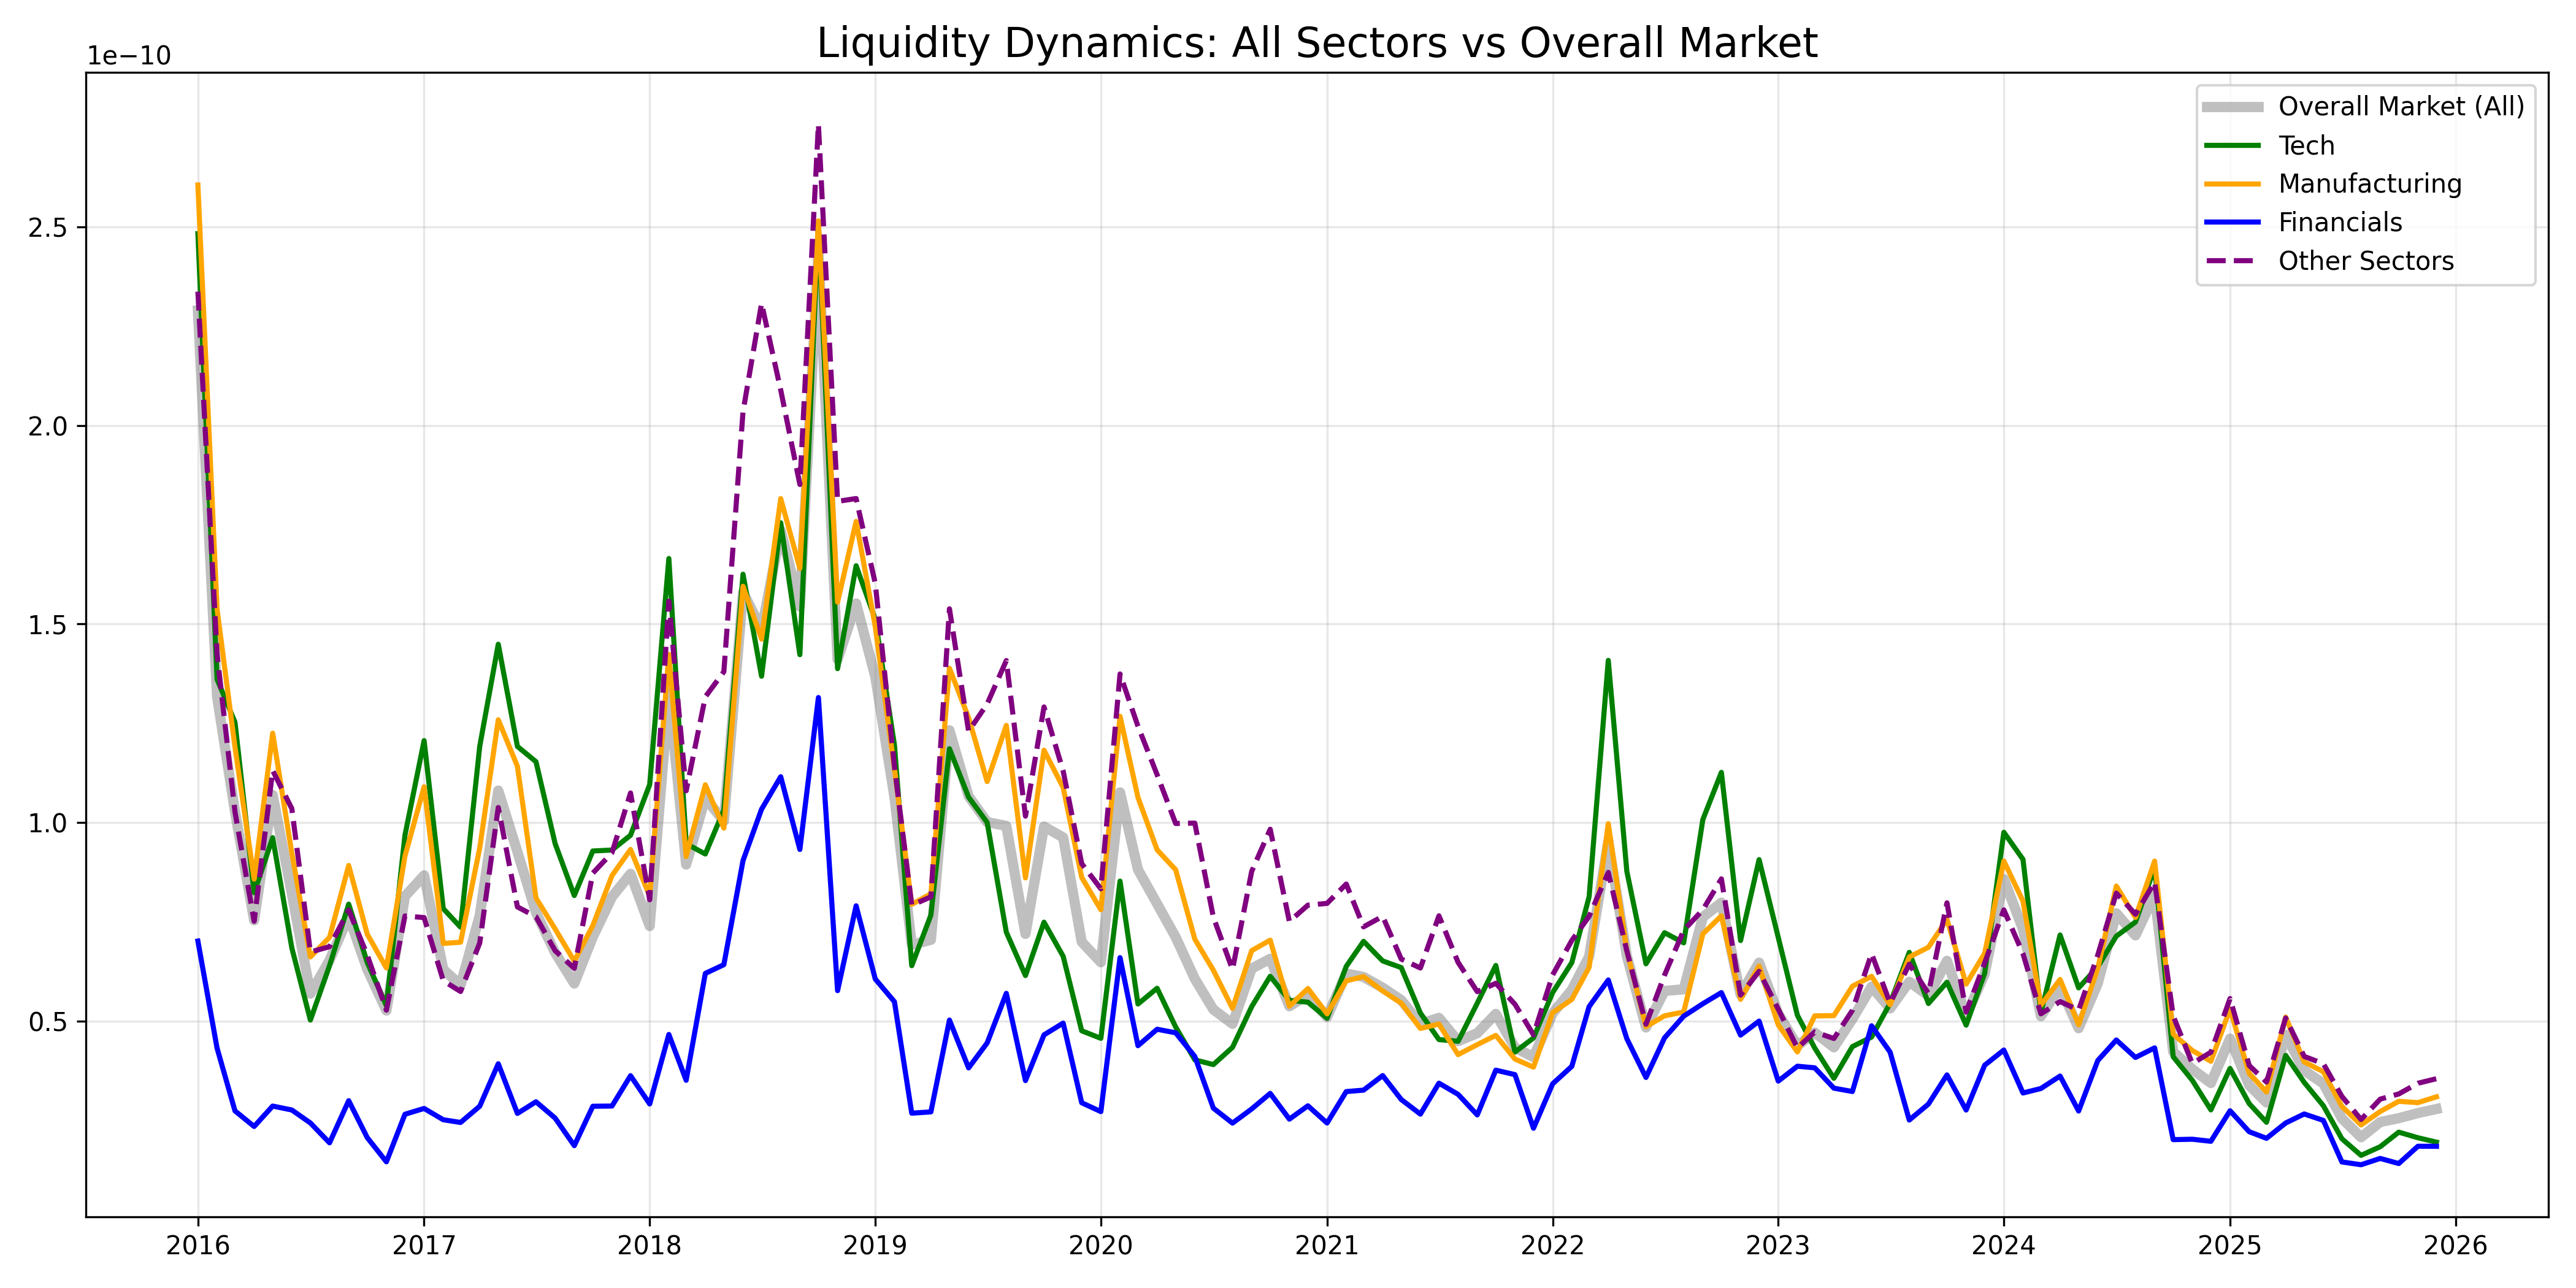 Liquidity Dynamics: All Sectors vs Overall Market
1e−10
Overall Market (All)
Tech
Manufacturing
Financials
Other Sectors
2.5
2.0
1.5
1.0
0.5
2016 2017 2018 2019 2020 2021 2022 2023 2024 2025 2026